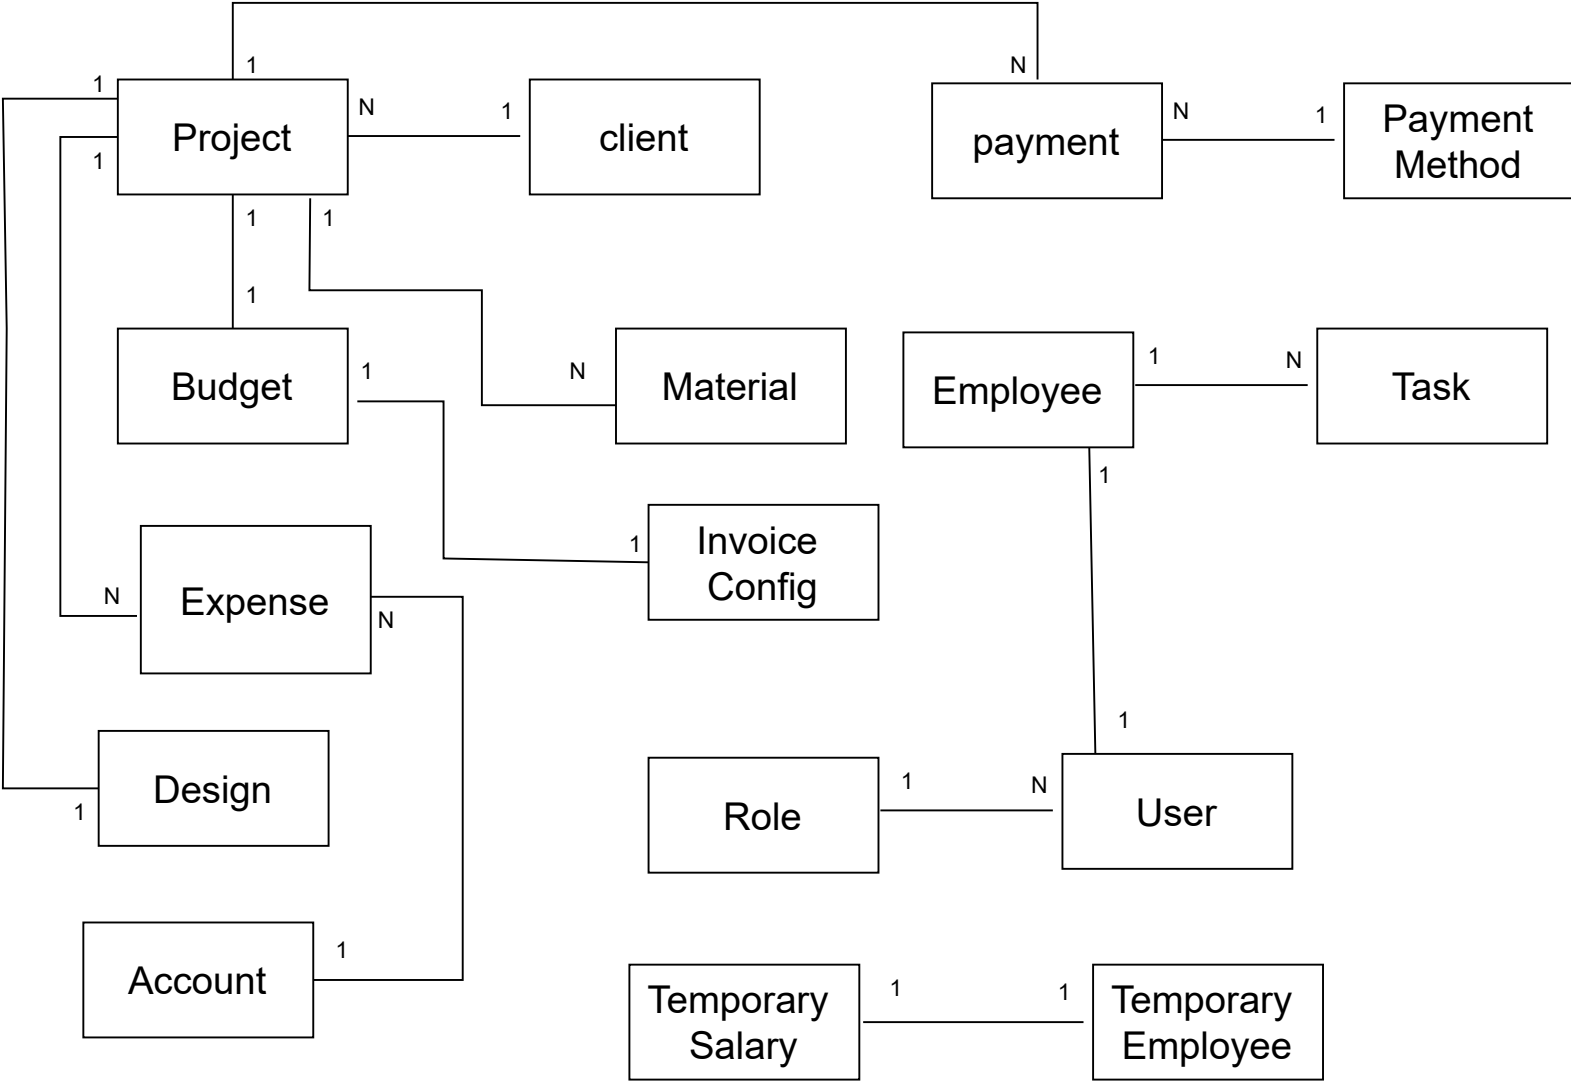 1
N
1
Project
N
1
client
payment
N
1
Payment
Method
1
1
1
1
Budget
1
N
Material
Employee
1
N
Task
1
Invoice
Config
1
N
Expense
N
1
Design
1
Role
1
N
User
1
Account
1
Temporary
Salary
1
1
Temporary
Employee